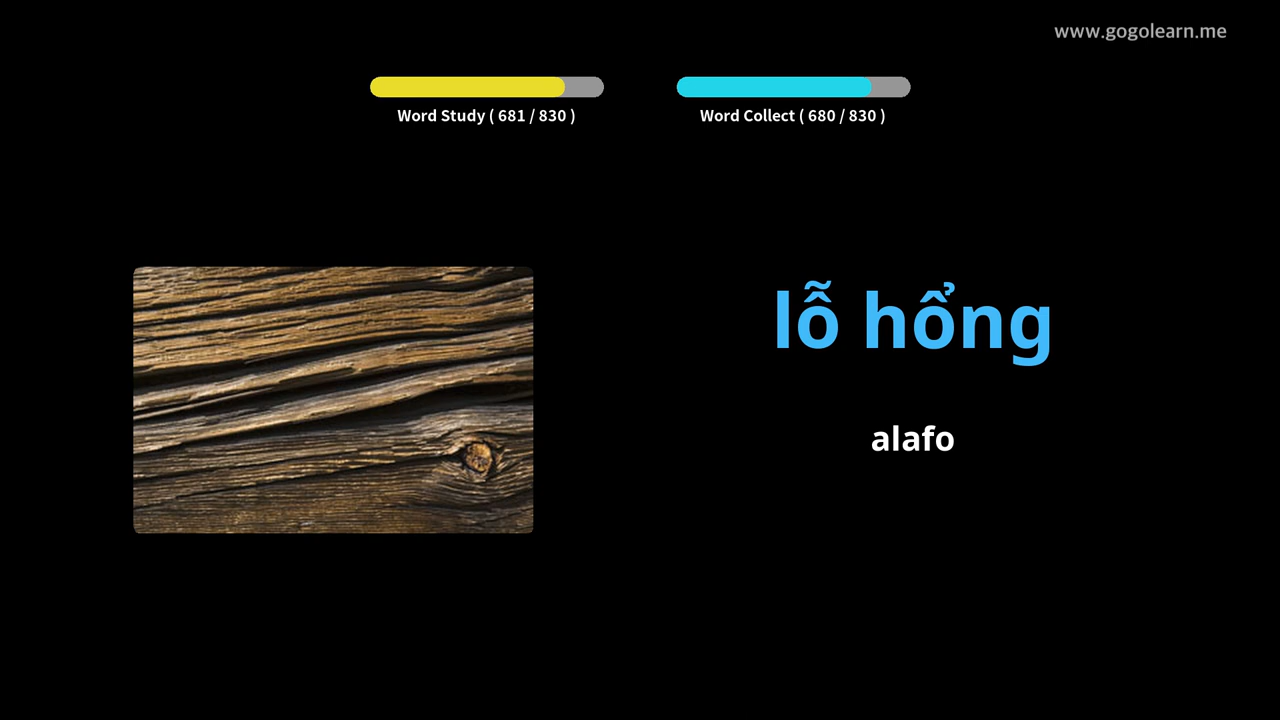 www.gogolearn.me
Word Study ( 681 / 830 )
Word Collect ( 680 / 830 )
lỗ hổng
alafo